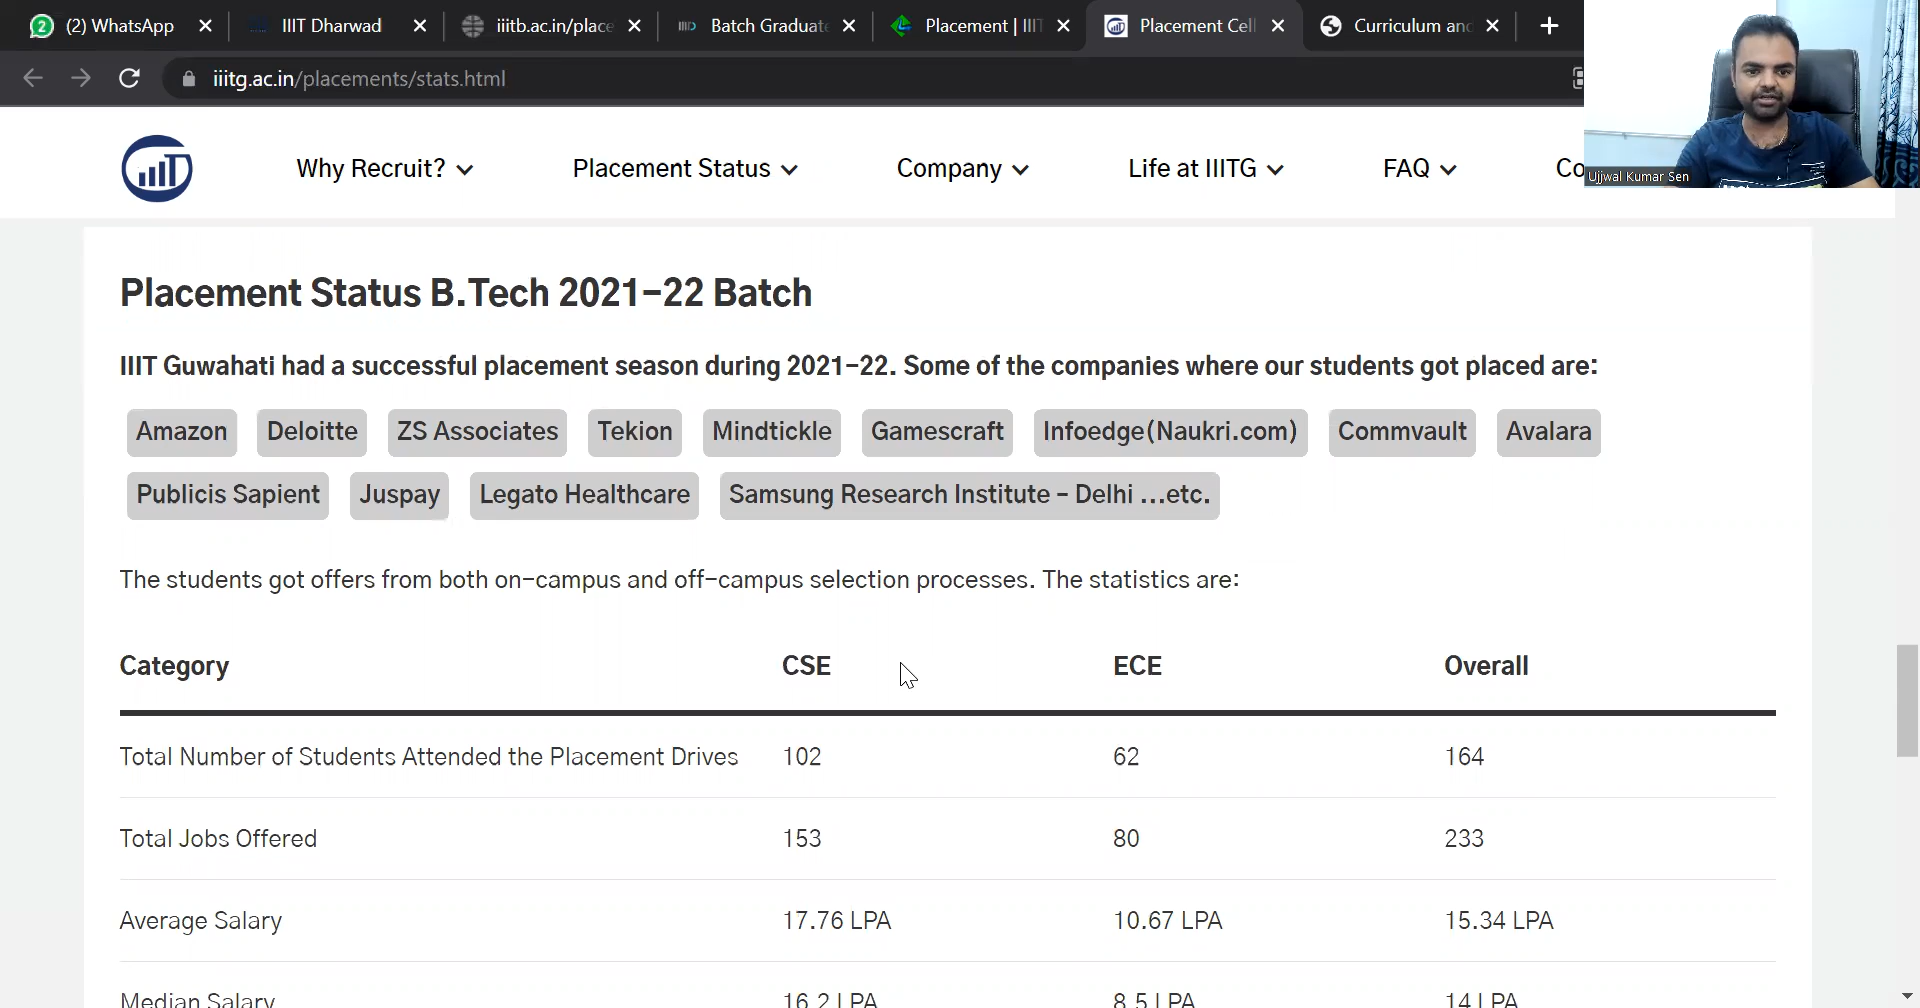 (2) WhatsApp
IIIT Dharwad
iiitb.ac.in/place
Batch Graduate
Placement | IIIT
Placement Cell
Curriculum and
iiitg.ac.in/placements/stats.html
Why Recruit? Placement Status Company Life at IIITG FAQ Co
Ujjwal Kumar Sen
Placement Status B.Tech 2021-22 Batch
IIIT Guwahati had a successful placement season during 2021-22. Some of the companies where our students got placed are:
Amazon Deloitte ZS Associates Tekion Mindtickle Gamescraft Infoedge(Naukri.com) Commvault Avalara
Publicis Sapient Juspay Legato Healthcare Samsung Research Institute - Delhi ...etc.
The students got offers from both on-campus and off-campus selection processes. The statistics are:
Category CSE ECE Overall
Total Number of Students Attended the Placement Drives 102 62 164
Total Jobs Offered 153 80 233
Average Salary 17.76 LPA 10.67 LPA 15.34 LPA
Median Salary 16.2 LPA 8.5 LPA 14 LPA